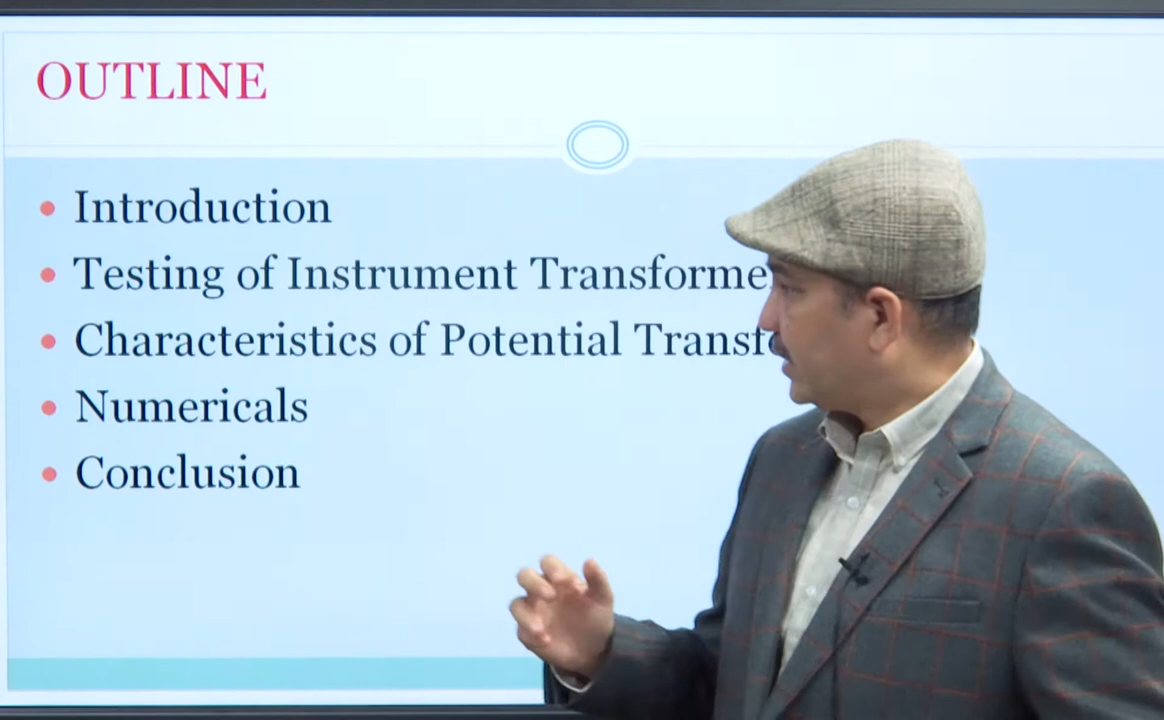 OUTLINE
Introduction
Testing of Instrument Transforme
Characteristics of Potential Transf
Numericals
Conclusion